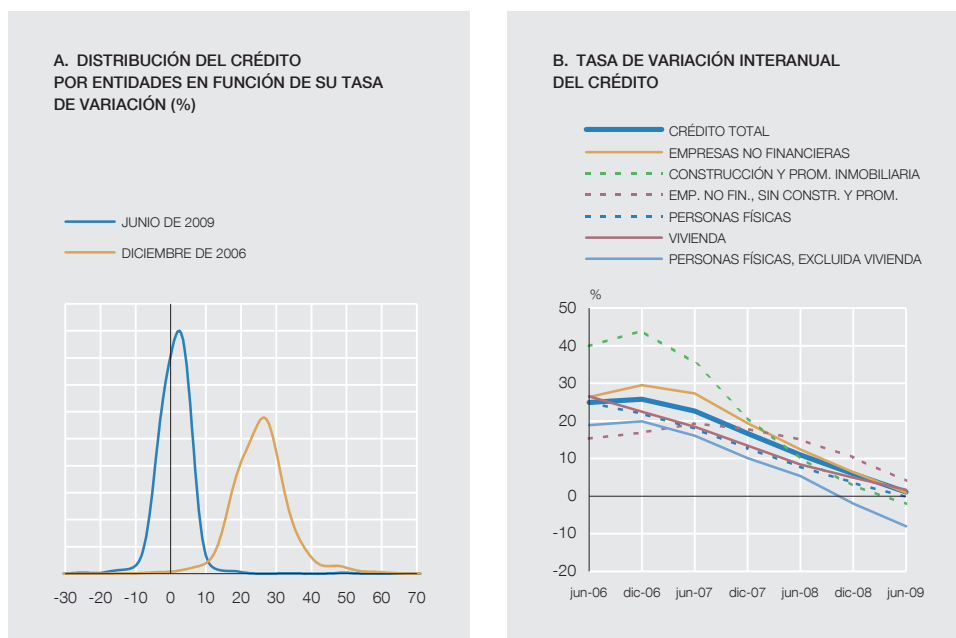 A. DISTRIBUCIÓN DEL CRÉDITO
POR ENTIDADES EN FUNCIÓN DE SU TASA
DE VARIACIÓN (%)
JUNIO DE 2009
DICIEMBRE DE 2006
-30 -20 -10 0 10 20 30 40 50 60 70
B. TASA DE VARIACIÓN INTERANUAL
DEL CRÉDITO
CRÉDITO TOTAL
EMPRESAS NO FINANCIERAS
CONSTRUCCIÓN Y PROM. INMOBILIARIA
EMP. NO FIN., SIN CONSTR. Y PROM.
PERSONAS FÍSICAS
VIVIENDA
PERSONAS FÍSICAS, EXCLUIDA VIVIENDA
%
50
40
30
20
10
0
-10
-20
jun-06 dic-06 jun-07 dic-07 jun-08 dic-08 jun-09